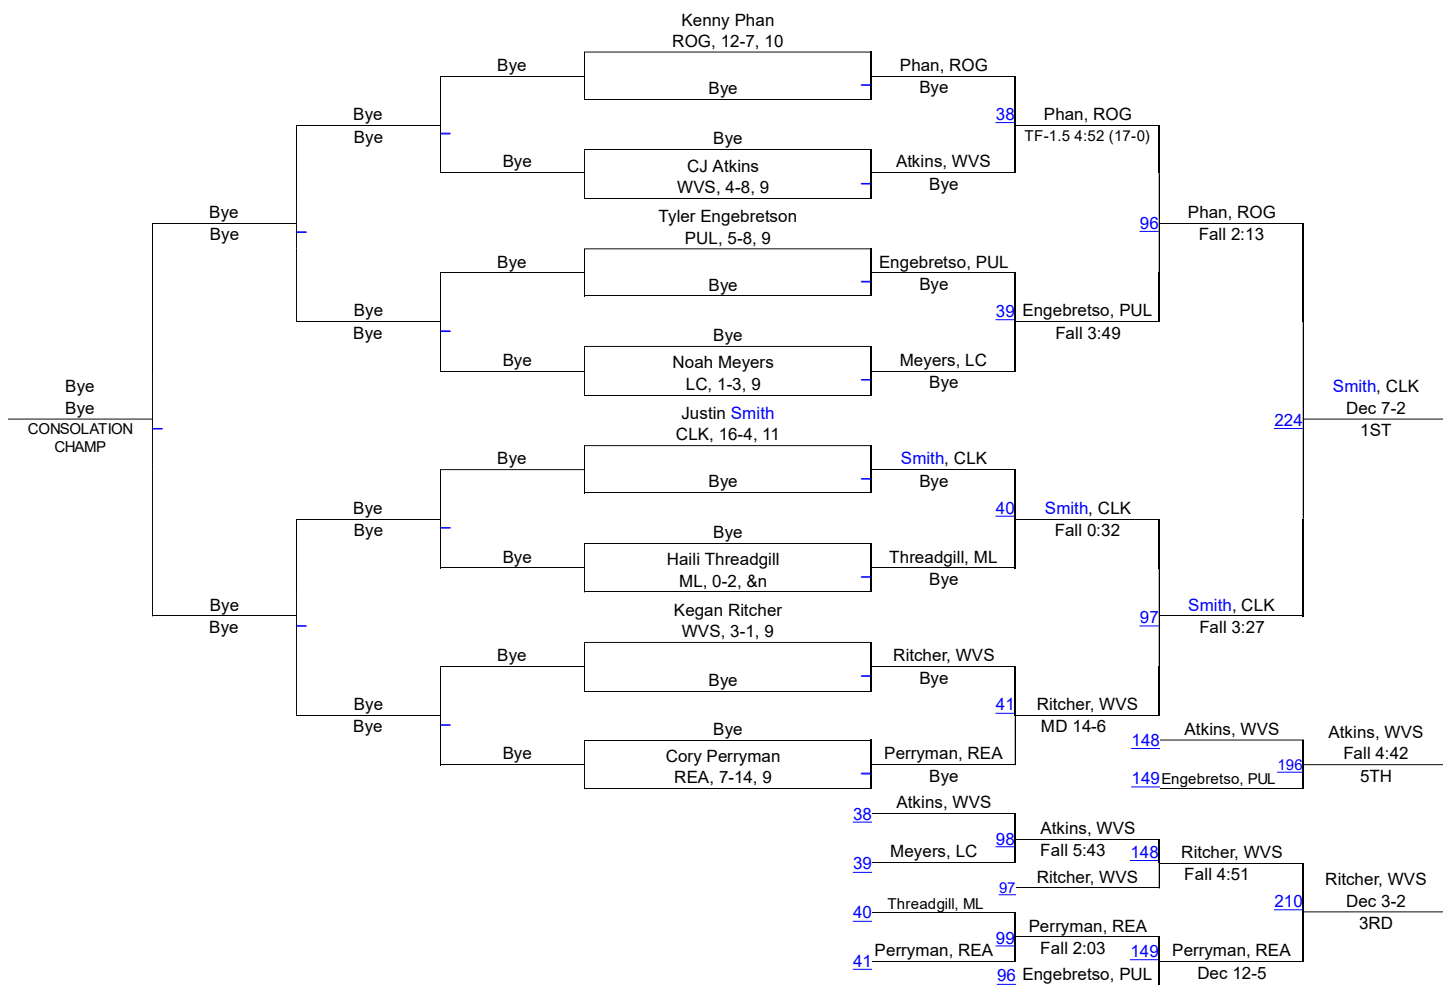 Kenny Phan
ROG, 12-7, 10
Bye
Phan, ROG
Bye
Bye
Bye
38
Phan, ROG
Bye
TF-1.5 4:52 (17-0)
Bye
Bye
CJ Atkins
Atkins, WVS
WVS, 4-8, 9
Bye
Bye
Tyler Engebretson
Phan, ROG
Bye
PUL, 5-8, 9
96
Fall 2:13
Bye
Engebretso, PUL
Bye
Bye
Bye
39
Engebretso, PUL
Bye
Fall 3:49
Bye
Bye
Noah Meyers
Meyers, LC
LC, 1-3, 9
Bye
Bye
Smith, CLK
Bye
Dec 7-2
CONSOLATION
CHAMP
Justin Smith
224
1ST
CLK, 16-4, 11
Bye
Smith, CLK
Bye
Bye
Bye
40
Smith, CLK
Bye
Fall 0:32
Bye
Bye
Haili Threadgill
Threadgill, ML
ML, 0-2, &n
Bye
Bye
Kegan Ritcher
Smith, CLK
Bye
WVS, 3-1, 9
97
Fall 3:27
Bye
Ritcher, WVS
Bye
Bye
Bye
41
Ritcher, WVS
Bye
MD 14-6
Bye
Bye
Cory Perryman
Perryman, REA
REA, 7-14, 9
Bye
148
Atkins, WVS
Atkins, WVS
196
Fall 4:42
149
Engebretso, PUL
5TH
38
Atkins, WVS
98
Atkins, WVS
39
Meyers, LC
Fall 5:43
148
Ritcher, WVS
97
Ritcher, WVS
Fall 4:51
Ritcher, WVS
40
Threadgill, ML
210
Dec 3-2
99
Perryman, REA
3RD
41
Perryman, REA
Fall 2:03
149
Perryman, REA
96
Engebretso, PUL
Dec 12-5